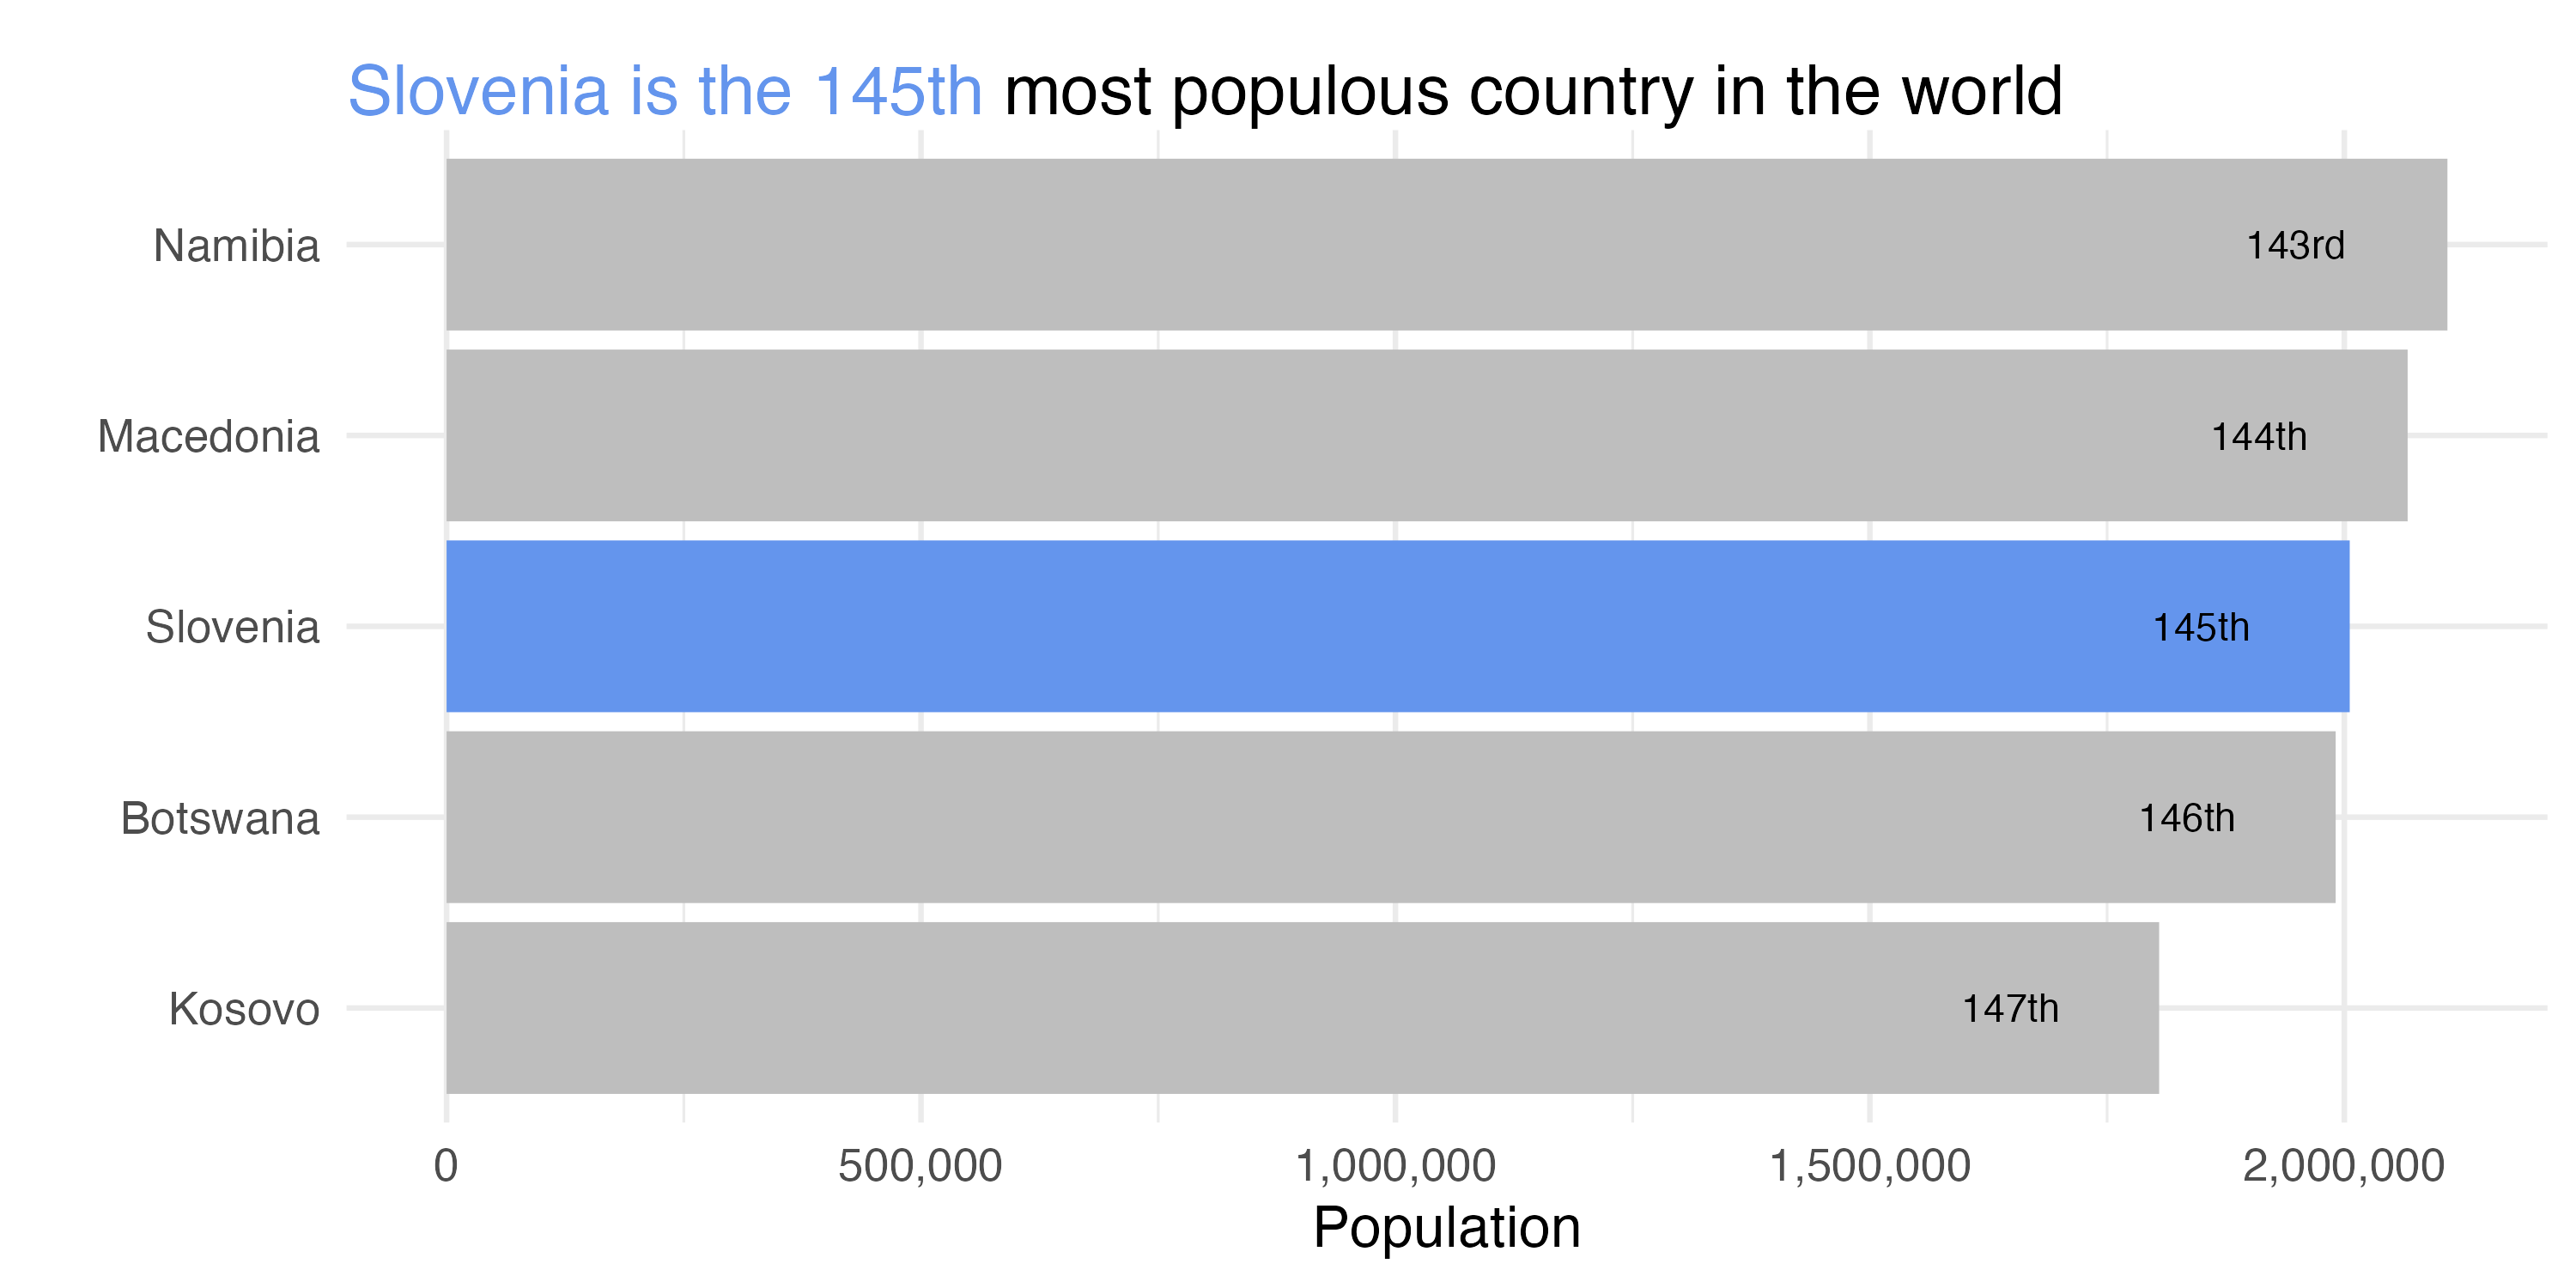 Slovenia is the 145th most populous country in the world
Namibia
143rd
Macedonia
144th
Slovenia
145th
Botswana
146th
Kosovo
147th
0 500,000 1,000,000 1,500,000 2,000,000
Population